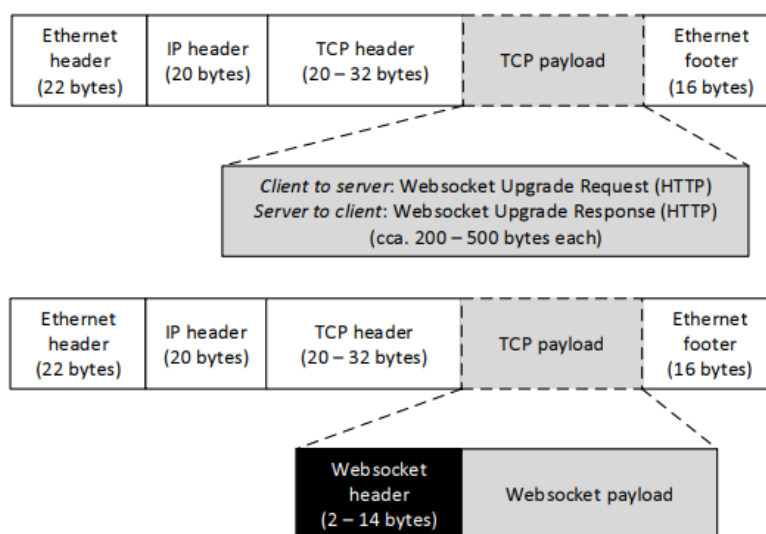 Ethernet header (22 bytes)
IP header (20 bytes)
TCP header (20 – 32 bytes)
TCP payload
Ethernet footer (16 bytes)
Client to server: Websocket Upgrade Request (HTTP)
Server to client: Websocket Upgrade Response (HTTP)
(cca. 200 – 500 bytes each)
Ethernet header (22 bytes)
IP header (20 bytes)
TCP header (20 – 32 bytes)
TCP payload
Ethernet footer (16 bytes)
Websocket header (2 – 14 bytes)
Websocket payload